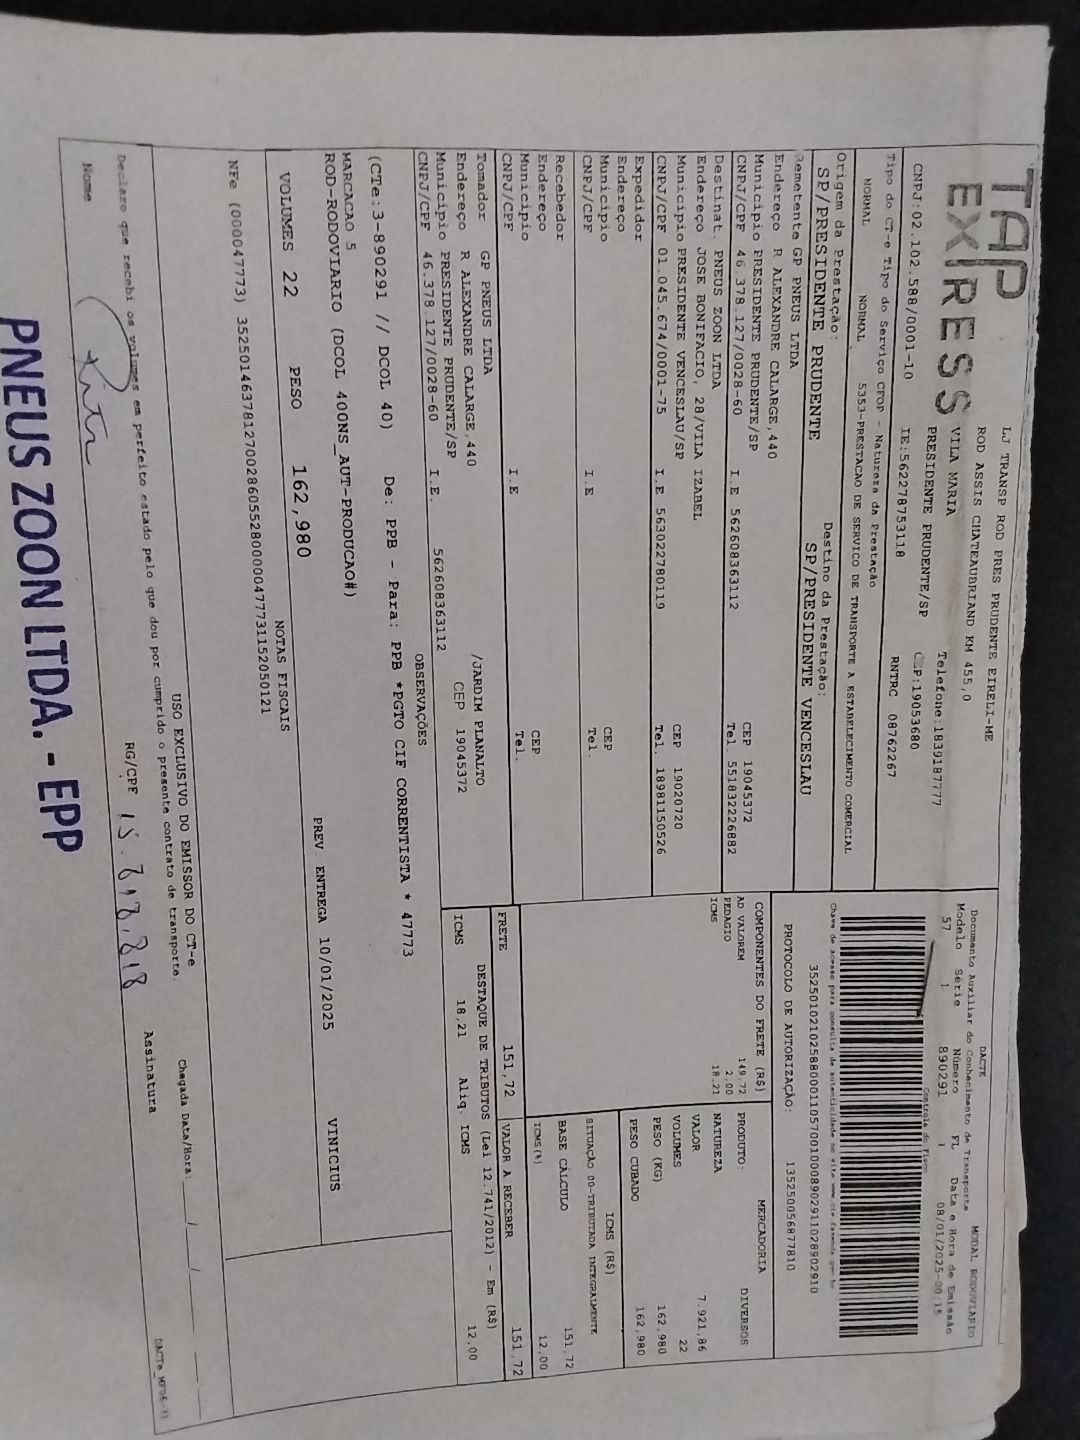 TAP
EXPRESS
LJ TRANSP ROD PRES PRUDENTE EIRELI-ME
ROD ASSIS CHATEAUBRIAND KM 455,0
VILA MARIA Telefone:1839187777
PRESIDENTE PRUDENTE/SP CEP:19053680
CNPJ:02.102.588/0001-10 IE:562278753118 RNTRC 08762267
Tipo do CT-e Tipo do Serviço CFOP - Natureza da Prestação
NORMAL NORMAL 5353-PRESTACAO DE SERVICO DE TRANSPORTE A ESTABELECIMENTO COMERCIAL
Origem da Prestação: Destino da Prestação:
SP/PRESIDENTE PRUDENTE SP/PRESIDENTE VENCESLAU
Remetente GP PNEUS LTDA
Endereço R ALEXANDRE CALARGE,440
Municipio PRESIDENTE PRUDENTE/SP CEP 19045372
CNPJ/CPF 46.378.127/0028-60 I.E 562608363112 Tel. 551832226882
Destinat. PNEUS ZOON LTDA
Endereço JOSE BONIFACIO, 28/VILA IZABEL
Municipio PRESIDENTE VENCESLAU/SP CEP 19020720
CNPJ/CPF 01.045.674/0001-75 I.E 563022780119 Tel. 18981150526
Expedidor
Endereço
Municipio CEP
CNPJ/CPF I.E Tel.
Recebedor
Endereço
Municipio CEP
CNPJ/CPF I.E Tel.
Tomador GP PNEUS LTDA
Endereço R ALEXANDRE CALARGE,440 /JARDIM PLANALTO
Municipio PRESIDENTE PRUDENTE/SP CEP 19045372
CNPJ/CPF 46.378.127/0028-60 I.E. 562608363112
DACTE MODAL RODOVIARIO
Documento Auxiliar do Conhecimento de Transporte
Modelo Série Número FL Data e Hora de Emissão
57 1 890291 1 08/01/2025-00:15
Controle do Fisco
Chave de acesso para consulta de autenticidade no site www.cte.fazenda.gov.br
35250102102588000110570010008902911028902910
PROTOCOLO DE AUTORIZAÇÃO: 135250056877810
COMPONENTES DO FRETE (R$)
AD VALOREM 149,72
PEDAGIO 2,00
ICMS 18,21
MERCADORIA
PRODUTO: DIVERSOS
NATUREZA
VALOR 7.921,86
VOLUMES 22
PESO (KG) 162,980
PESO CUBADO 162,980
ICMS (R$)
SITUAÇÃO 00-TRIBUTADA INTEGRALMENTE
BASE CÁLCULO 151,72
ICMS(%) 12,00
FRETE 151,72 VALOR A RECEBER 151,72
DESTAQUE DE TRIBUTOS (Lei 12.741/2012) - Em (R$)
ICMS 18,21 Aliq. ICMS 12,00
OBSERVAÇÕES
(CTe:3-890291 // DCOL 40) De: PPB - Para: PPB *PGTO CIF CORRENTISTA * 47773
MARCACAO 5
ROD-RODOVIARIO (DCOL 400NS_AUT-PRODUCAO#)
VOLUMES 22 PESO 162,980 PREV. ENTREGA 10/01/2025 VINICIUS
NOTAS FISCAIS
NFe (000047773) 35250146378127002860552800000477731152050121
USO EXCLUSIVO DO EMISSOR DO CT-e
Declaro que recebi os volumes em perfeito estado pelo que dou por cumprido o presente contrato de transporte.
Chegada Data/Hora: / /
Nome RG/CPF 15.818.818 Assinatura
PNEUS ZOON LTDA. - EPP